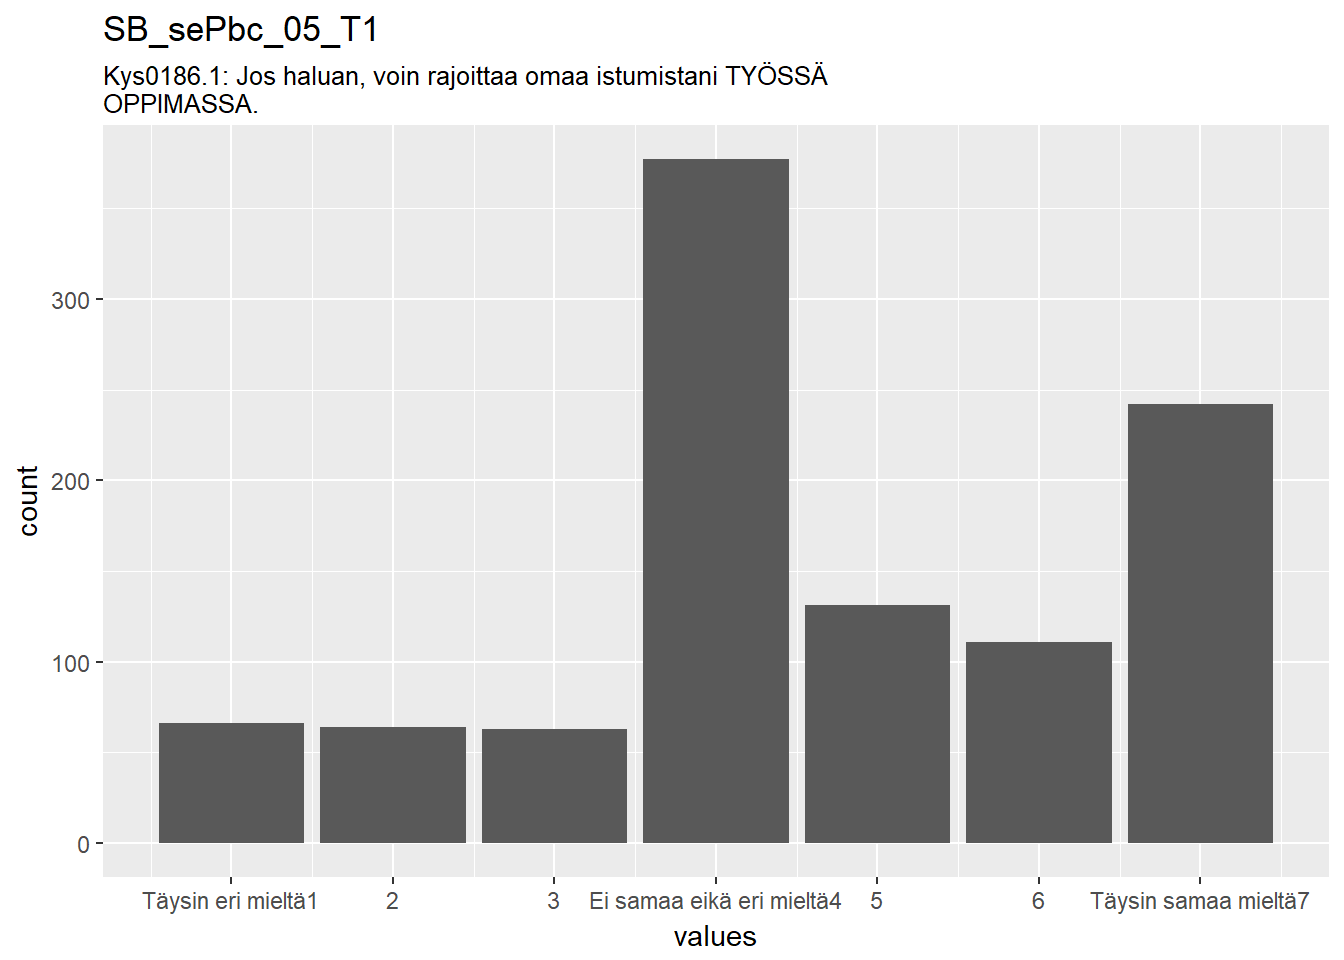 SB_sePbc_05_T1
Kys0186.1: Jos haluan, voin rajoittaa omaa istumistani TYÖSSÄ
OPPIMASSA.
300
200
100
0
count
Täysin eri mieltä1 2 3 Ei samaa eikä eri mieltä4 5 6 Täysin samaa mieltä7
values